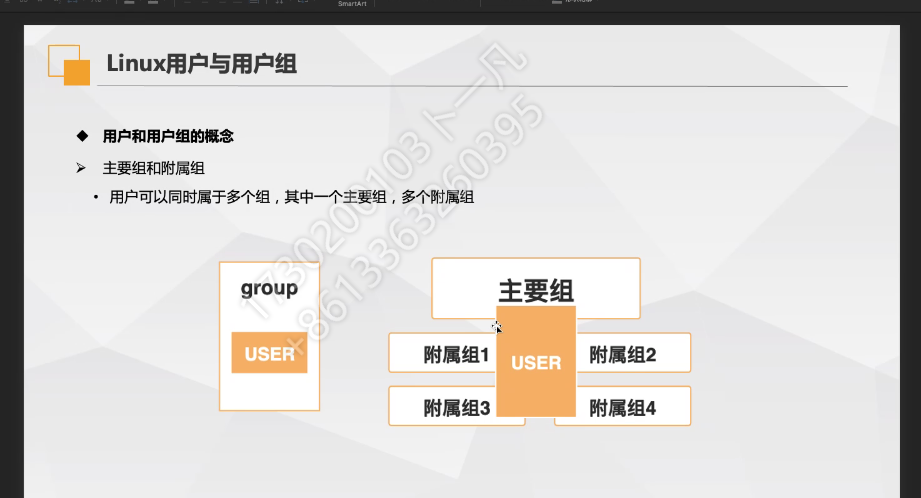 SmartArt
Linux用户与用户组
用户和用户组的概念
主要组和附属组
用户可以同时属于多个组，其中一个主要组，多个附属组
group
USER
主要组
附属组1
USER
附属组2
附属组3
附属组4
1730200103卜一凡
+8613363260395